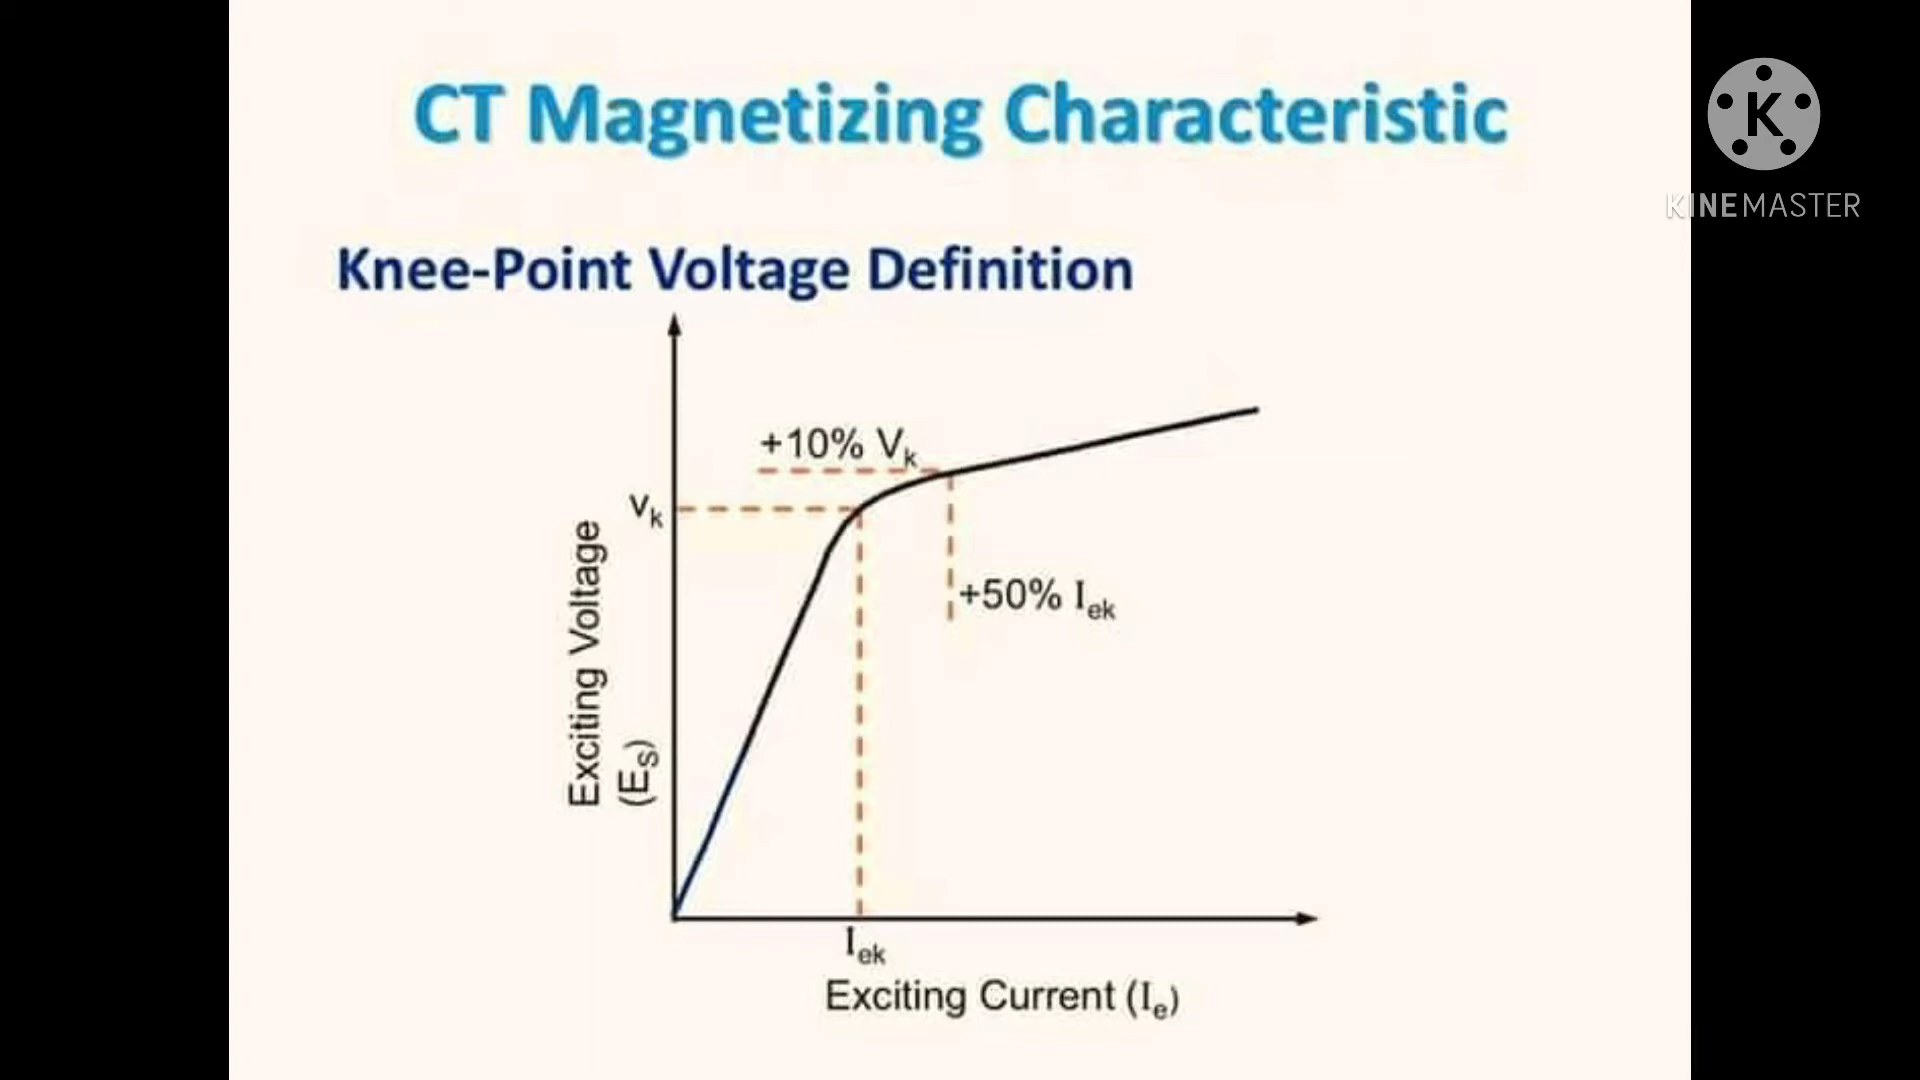 CT Magnetizing Characteristic
K
KINEMASTER
Knee-Point Voltage Definition
+10% Vk
Vk
+50% Iek
Exciting Voltage
(ES)
Iek
Exciting Current (Ie)